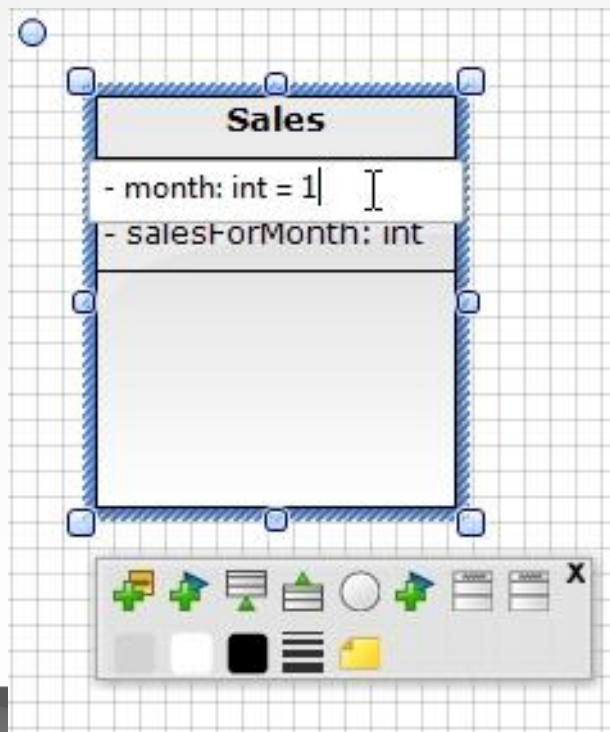 Sales
- month: int = 1
- salesForMonth: int
X